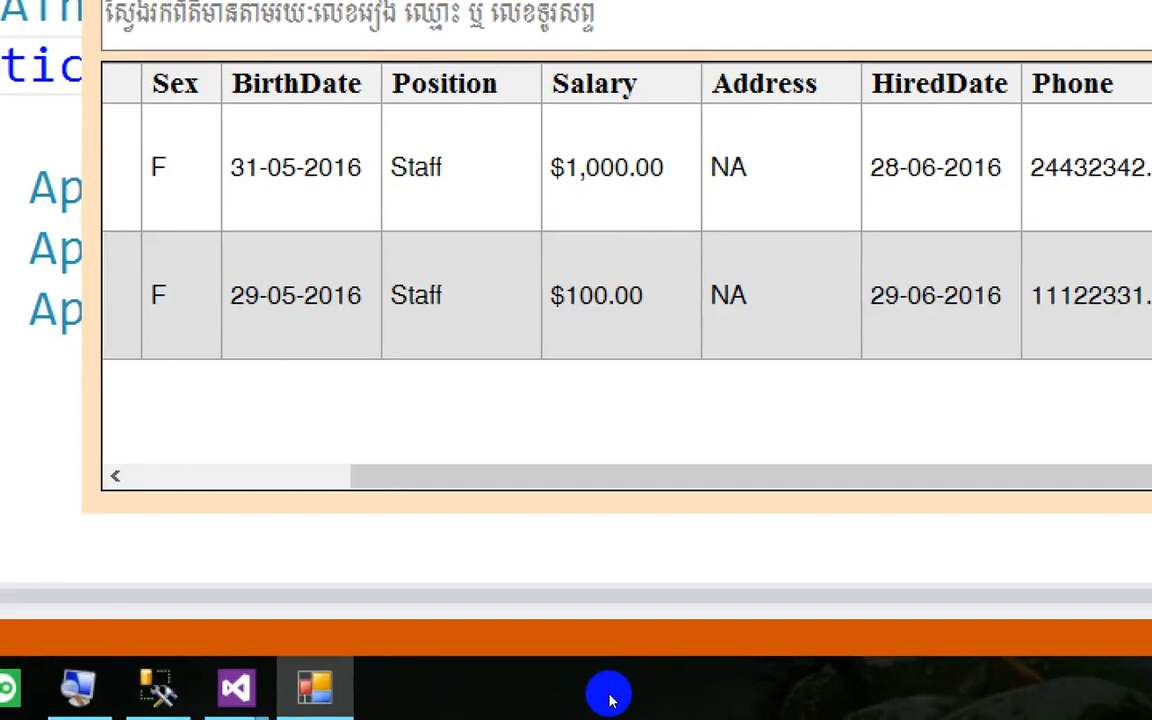 ស្វែងរកពត៌មានតាមរយ:លេខរៀង ឈ្មោះ ឬ លេខទូរសព្ទ
tic
Sex BirthDate Position Salary Address HiredDate Phone
F 31-05-2016 Staff $1,000.00 NA 28-06-2016 24432342.
F 29-05-2016 Staff $100.00 NA 29-06-2016 11122331.
Ap
Ap
Ap